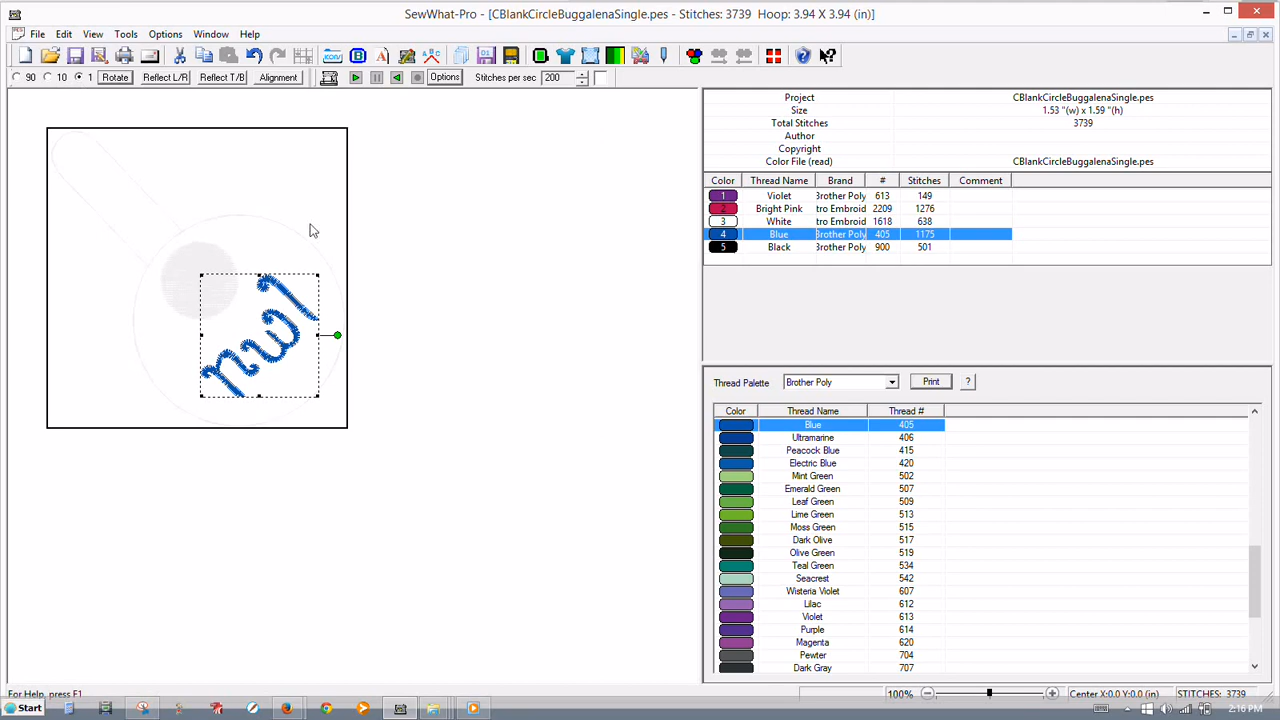 SewWhat-Pro - [CBlankCircleBuggalenaSingle.pes - Stitches: 3739 Hoop: 3.94 X 3.94 (in)]
File Edit View Tools Options Window Help
90 10 1 Rotate Reflect L/R Reflect T/B Alignment Options Stitches per sec 200
Project CBlankCircleBuggalenaSingle.pes
Size 1.53 "(w) x 1.59 "(h)
Total Stitches 3739
Author
Copyright
Color File (read) CBlankCircleBuggalenaSingle.pes
Color Thread Name Brand # Stitches Comment
1 Violet Brother Poly 613 149
2 Bright Pink tro Embroid 2209 1276
3 White tro Embroid 1618 638
4 Blue Brother Poly 405 1175
5 Black Brother Poly 900 501
Thread Palette Brother Poly Print ?
Color Thread Name Thread #
Blue 405
Ultramarine 406
Peacock Blue 415
Electric Blue 420
Mint Green 502
Emerald Green 507
Leaf Green 509
Lime Green 513
Moss Green 515
Dark Olive 517
Olive Green 519
Teal Green 534
Seacrest 542
Wisteria Violet 607
Lilac 612
Violet 613
Purple 614
Magenta 620
Pewter 704
Dark Gray 707
For Help, press F1
100% Center X:0.0 Y:0.0 (in) STITCHES: 3739
Start 2:16 PM